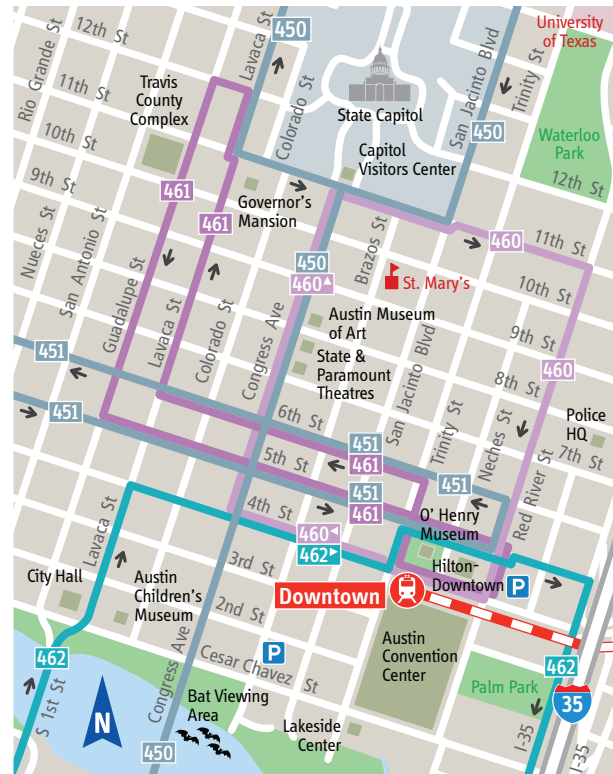 12th St
Lavaca St
450
San Jacinto Blvd
University
of Texas
Rio Grande St
11th St
Travis
County
Complex
Colorado St
State Capitol
450
Trinity St
Waterloo
Park
10th St
Capitol
Visitors Center
12th St
9th St
461
461
Governor's
Mansion
460
11th St
Nueces St
San Antonio St
450
460
Brazos St
St. Mary's
10th St
Guadalupe St
Lavaca St
Colorado St
Congress Ave
Austin Museum
of Art
State &
Paramount
Theatres
San Jacinto Blvd
9th St
8th St
460
451
451
6th St
Trinity St
Neches St
Police
HQ
7th St
5th St
451
461
451
Red River St
451
461
4th St
460
462
O' Henry
Museum
Hilton-
Downtown
P
Lavaca St
3rd St
Downtown
City Hall
Austin
Children's
Museum
2nd St
Austin
Convention
Center
462
P
Cesar Chavez St
462
Palm Park
35
S 1st St
N
Congress Ave
Bat Viewing
Area
Lakeside
Center
I-35
I-35
450